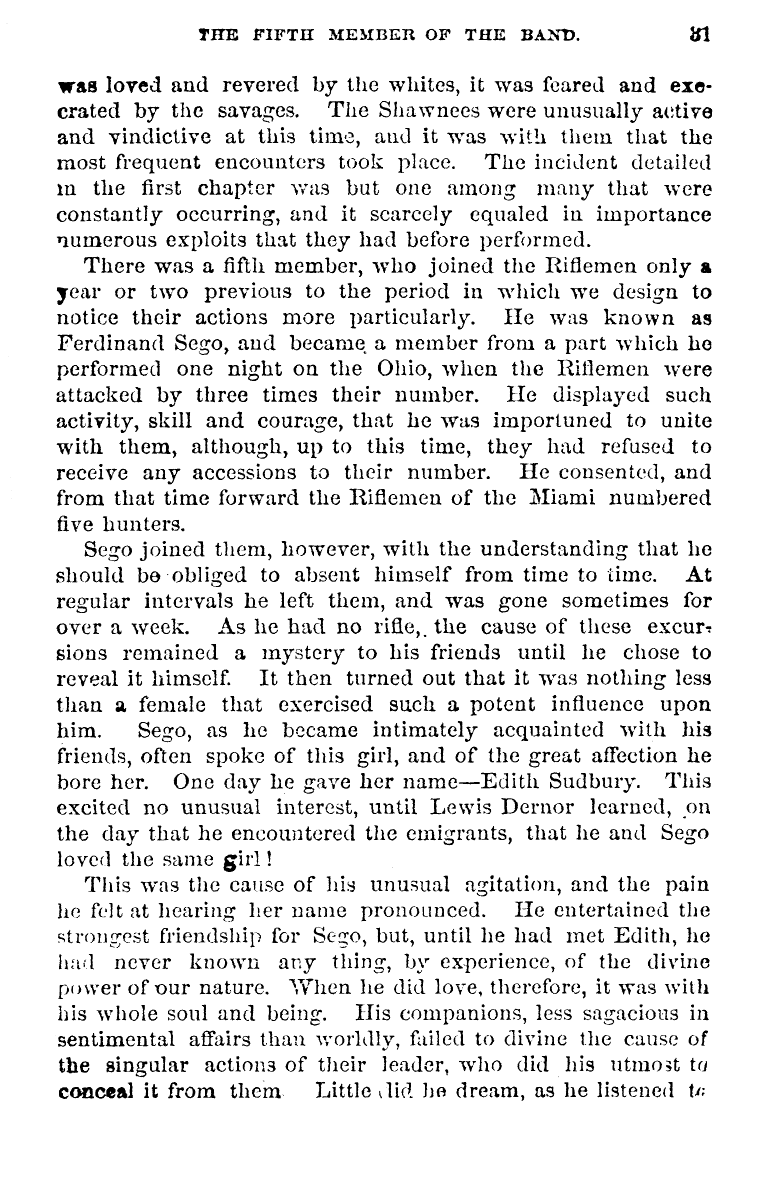 THE FIFTH MEMBER OF THE BAND. 31
was loved and revered by the whites, it was feared and exe-
crated by the savages. The Shawnees were unusually active
and vindictive at this time, and it was with them that the
most frequent encounters took place. The incident detailed
in the first chapter was but one among many that were
constantly occurring, and it scarcely equaled in importance
numerous exploits that they had before performed.
There was a fifth member, who joined the Riflemen only a
year or two previous to the period in which we design to
notice their actions more particularly. He was known as
Ferdinand Sego, and became a member from a part which he
performed one night on the Ohio, when the Riflemen were
attacked by three times their number. He displayed such
activity, skill and courage, that he was importuned to unite
with them, although, up to this time, they had refused to
receive any accessions to their number. He consented, and
from that time forward the Riflemen of the Miami numbered
five hunters.
Sego joined them, however, with the understanding that he
should be obliged to absent himself from time to time. At
regular intervals he left them, and was gone sometimes for
over a week. As he had no rifle, the cause of these excur-
sions remained a mystery to his friends until he chose to
reveal it himself. It then turned out that it was nothing less
than a female that exercised such a potent influence upon
him. Sego, as he became intimately acquainted with his
friends, often spoke of this girl, and of the great affection he
bore her. One day he gave her name—Edith Sudbury. This
excited no unusual interest, until Lewis Dernor learned, on
the day that he encountered the emigrants, that he and Sego
loved the same girl!
This was the cause of his unusual agitation, and the pain
he felt at hearing her name pronounced. He entertained the
strongest friendship for Sego, but, until he had met Edith, he
had never known any thing, by experience, of the divine
power of our nature. When he did love, therefore, it was with
his whole soul and being. His companions, less sagacious in
sentimental affairs than worldly, failed to divine the cause of
the singular actions of their leader, who did his utmost to
conceal it from them Little did he dream, as he listened to